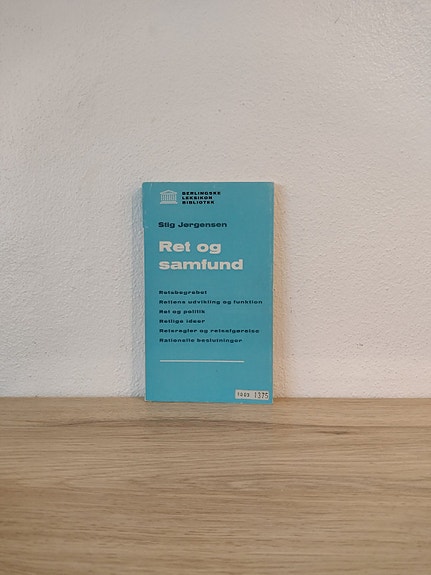 BERLINGSKE
LEKSIKON
BIBLIOTEK
Stig Jørgensen
Ret og
samfund
Retsbegrebet
Rettens udvikling og funktion
Ret og politik
Retlige ideer
Retsregler og retsafgørelse
Rationelle beslutninger
1375